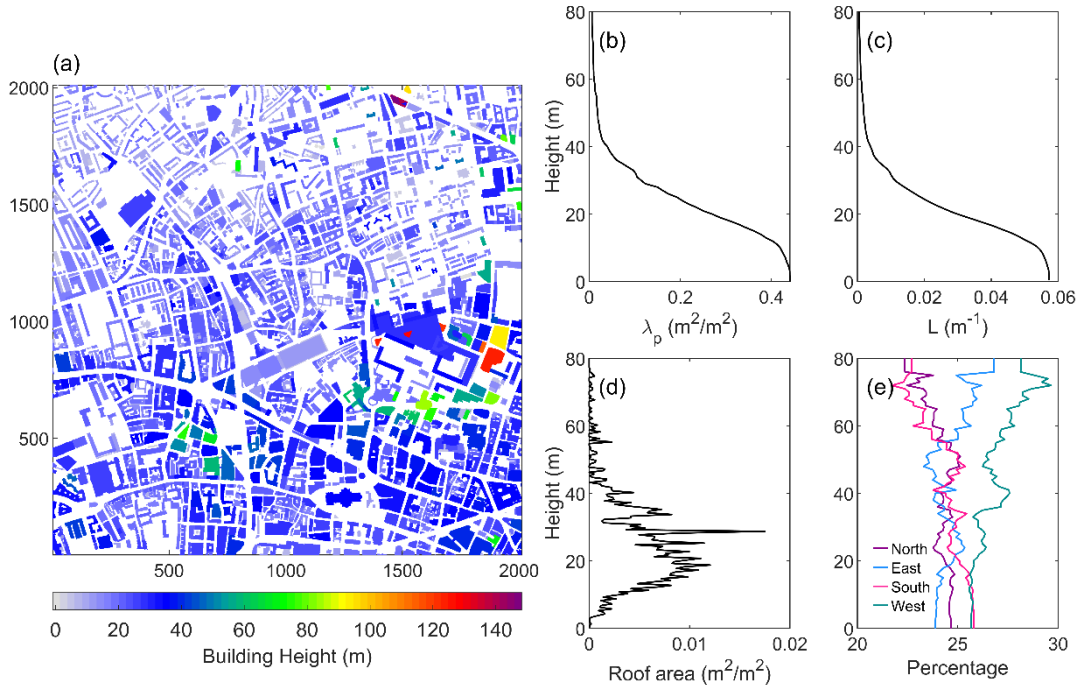 (a)
2000
1500
1000
500
500 1000 1500 2000
0 20 40 60 80 100 120 140
Building Height (m)
(b)
80
60
40
20
0
Height (m)
0 0.2 0.4
λp (m²/m²)
(c)
80
60
40
20
0
0 0.02 0.04 0.06
L (m⁻¹)
(d)
80
60
40
20
0
Height (m)
0 0.01 0.02
Roof area (m²/m²)
(e)
80
60
40
20
0
North
East
South
West
20 25 30
Percentage